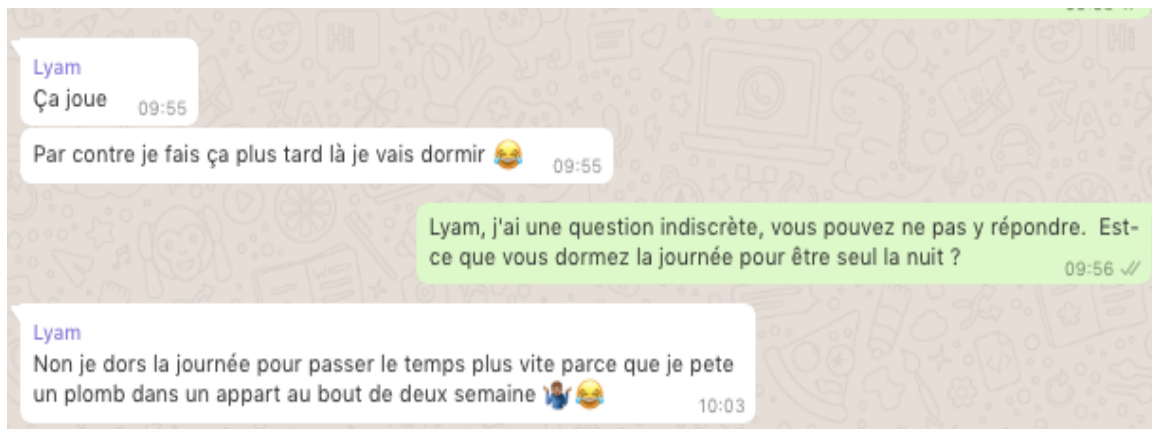 Lyam
Ça joue 09:55
Par contre je fais ça plus tard là je vais dormir 😂 09:55
Lyam, j'ai une question indiscrète, vous pouvez ne pas y répondre. Est-
ce que vous dormez la journée pour être seul la nuit ? 09:56
Lyam
Non je dors la journée pour passer le temps plus vite parce que je pete
un plomb dans un appart au bout de deux semaine 🤷🏽‍♂️😂 10:03